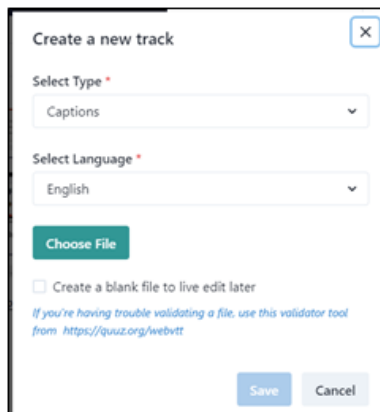 Create a new track
Select Type *
Captions
Select Language *
English
Choose File
Create a blank file to live edit later
If you're having trouble validating a file, use this validator tool
from https://quuz.org/webvtt
Save Cancel